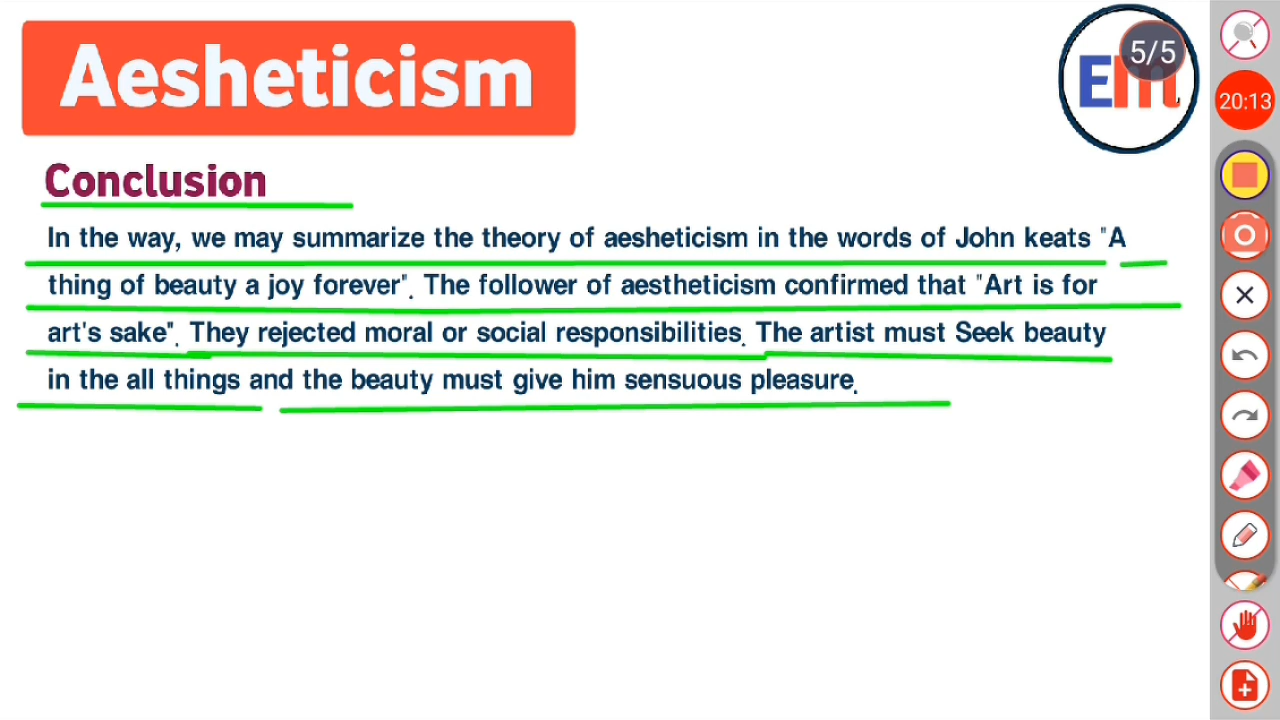 Aesheticism
Em
5/5
20:13
Conclusion
In the way, we may summarize the theory of aesheticism in the words of John keats "A
thing of beauty a joy forever". The follower of aestheticism confirmed that "Art is for
art's sake". They rejected moral or social responsibilities. The artist must Seek beauty
in the all things and the beauty must give him sensuous pleasure.